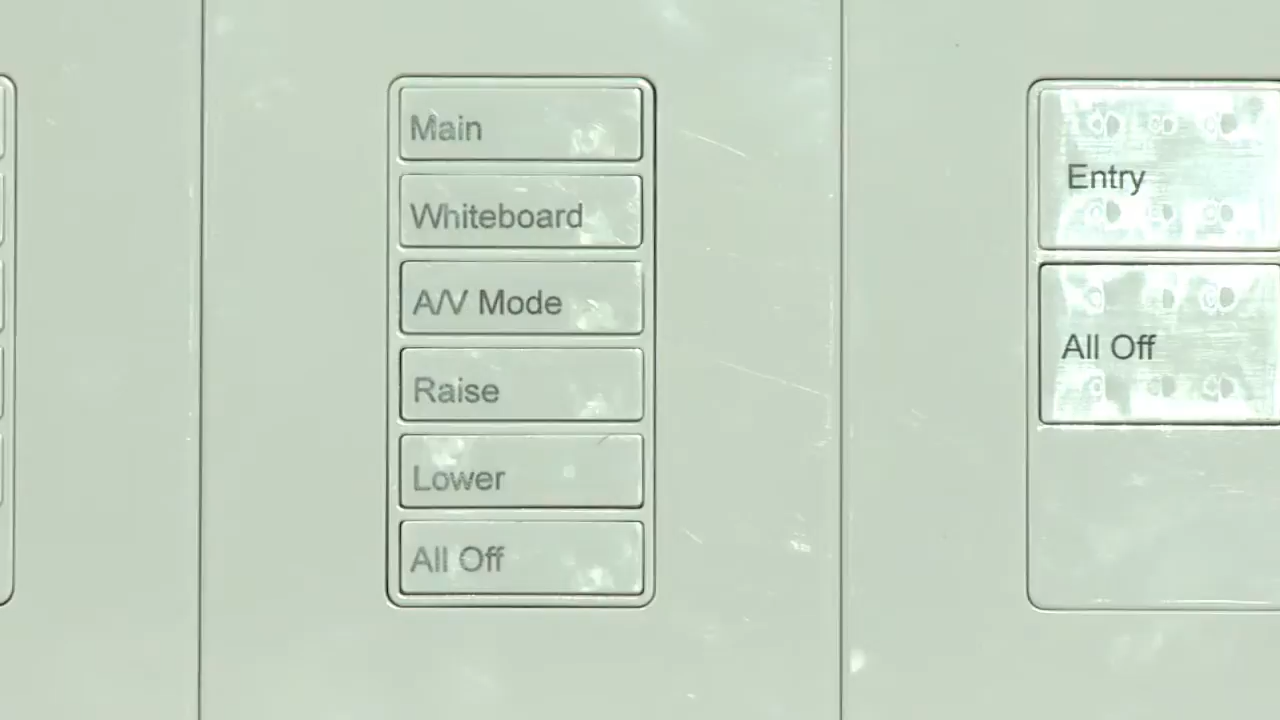 Main
Whiteboard
A/V Mode
Raise
Lower
All Off
Entry
All Off